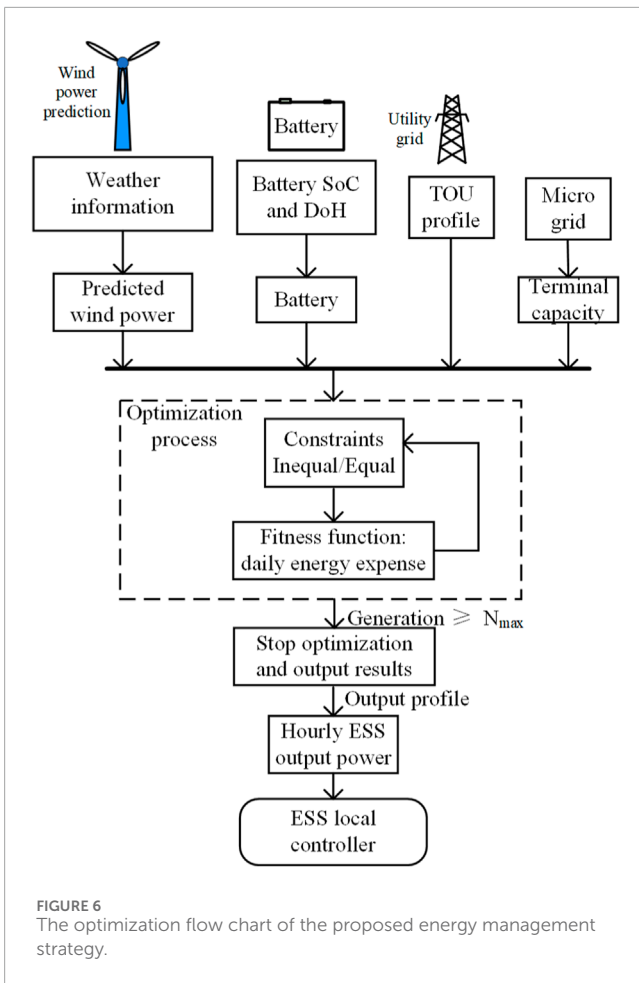 Wind
power
prediction
Battery
Utility
grid
Weather
information
Battery SoC
and DoH
TOU
profile
Micro
grid
Predicted
wind power
Battery
Terminal
capacity
Optimization
process
Constraints
Inequal/Equal
Fitness function:
daily energy expense
Generation ⩾ Nmax
Stop optimization
and output results
Output profile
Hourly ESS
output power
ESS local
controller
FIGURE 6
The optimization flow chart of the proposed energy management
strategy.